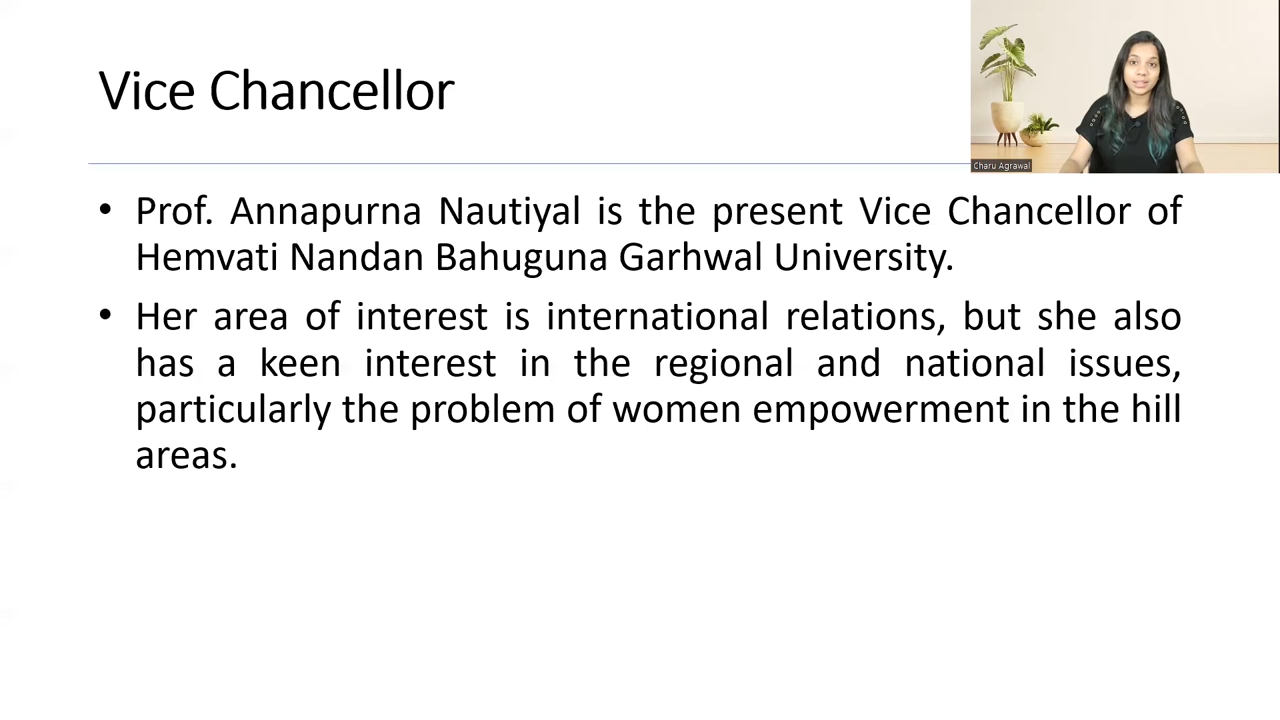 Vice Chancellor
Charu Agrawal
• Prof. Annapurna Nautiyal is the present Vice Chancellor of
Hemvati Nandan Bahuguna Garhwal University.
• Her area of interest is international relations, but she also
has a keen interest in the regional and national issues,
particularly the problem of women empowerment in the hill
areas.